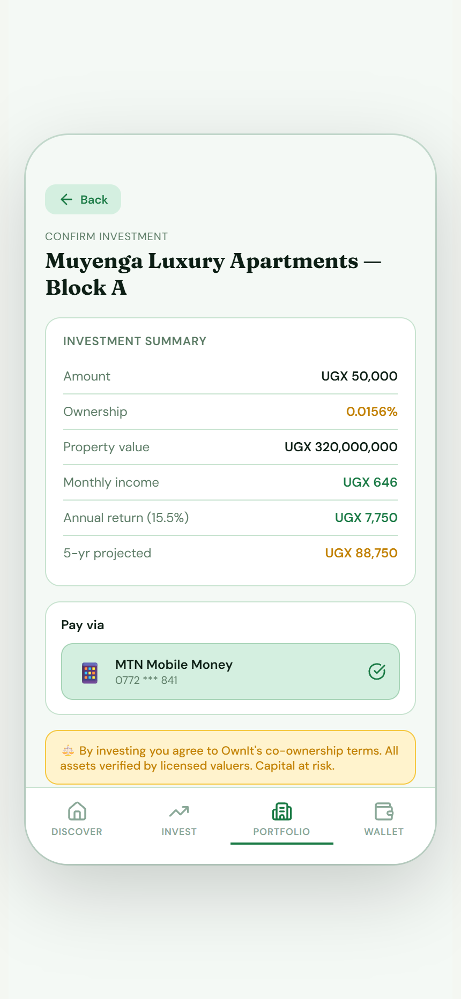 Back
CONFIRM INVESTMENT
Muyenga Luxury Apartments —
Block A
INVESTMENT SUMMARY
Amount UGX 50,000
Ownership 0.0156%
Property value UGX 320,000,000
Monthly income UGX 646
Annual return (15.5%) UGX 7,750
5-yr projected UGX 88,750
Pay via
MTN Mobile Money
0772 *** 841
By investing you agree to OwnIt's co-ownership terms. All
assets verified by licensed valuers. Capital at risk.
DISCOVER INVEST PORTFOLIO WALLET